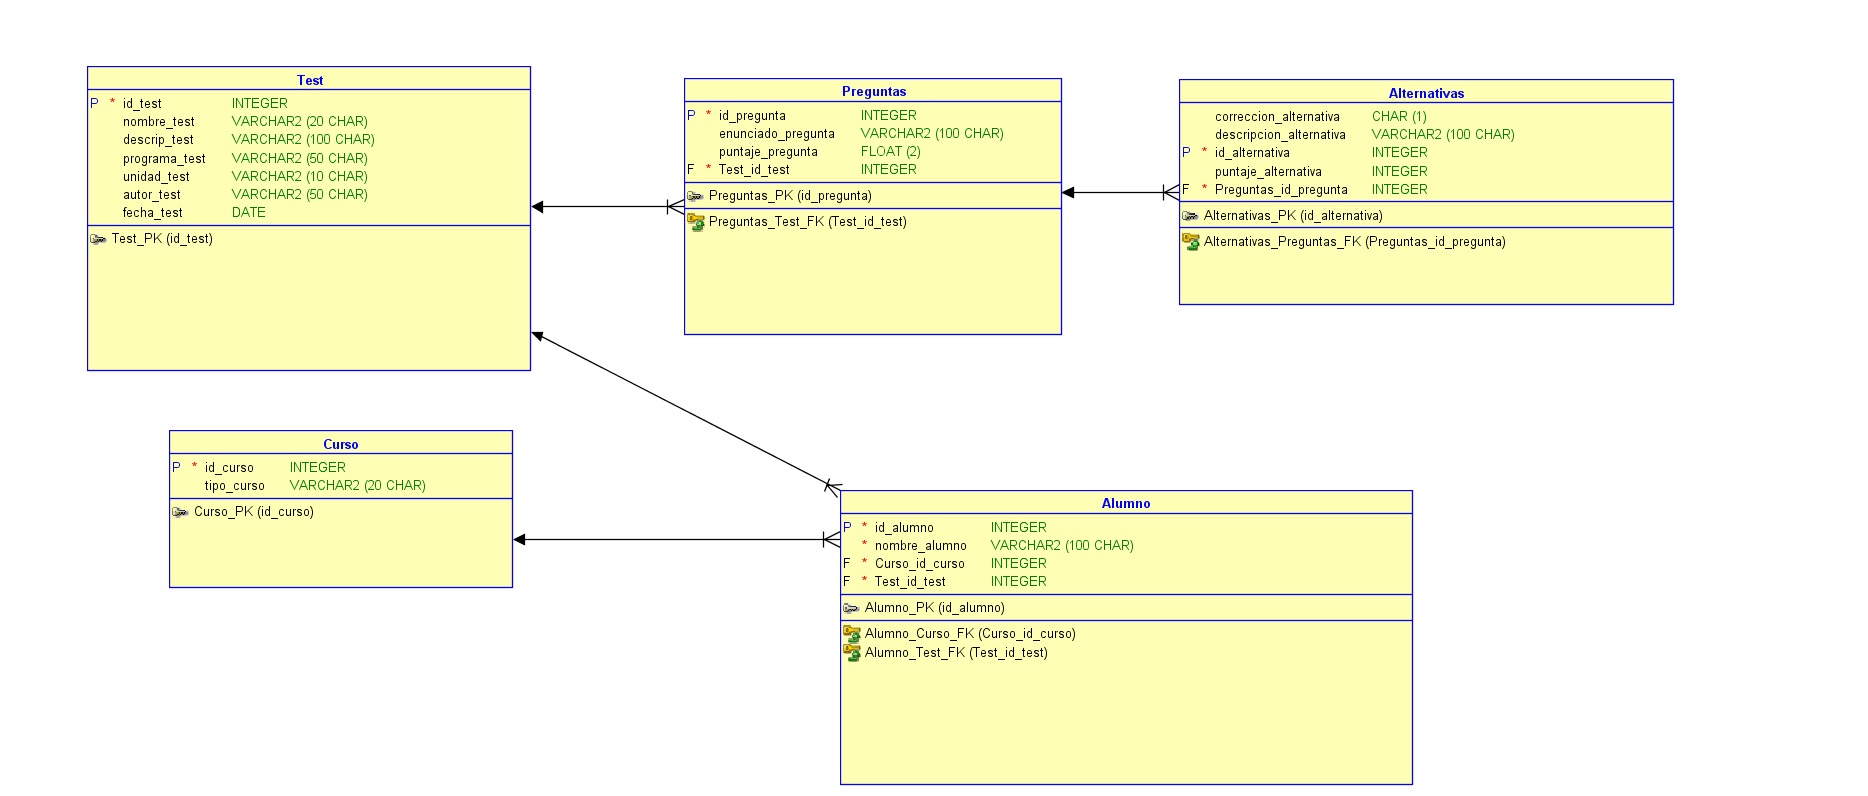 Test
P * id_test INTEGER
nombre_test VARCHAR2 (20 CHAR)
descrip_test VARCHAR2 (100 CHAR)
programa_test VARCHAR2 (50 CHAR)
unidad_test VARCHAR2 (10 CHAR)
autor_test VARCHAR2 (50 CHAR)
fecha_test DATE
Test_PK (id_test)
Preguntas
P * id_pregunta INTEGER
enunciado_pregunta VARCHAR2 (100 CHAR)
puntaje_pregunta FLOAT (2)
F * Test_id_test INTEGER
Preguntas_PK (id_pregunta)
Preguntas_Test_FK (Test_id_test)
Alternativas
correccion_alternativa CHAR (1)
descripcion_alternativa VARCHAR2 (100 CHAR)
P * id_alternativa INTEGER
puntaje_alternativa INTEGER
F * Preguntas_id_pregunta INTEGER
Alternativas_PK (id_alternativa)
Alternativas_Preguntas_FK (Preguntas_id_pregunta)
Curso
P * id_curso INTEGER
tipo_curso VARCHAR2 (20 CHAR)
Curso_PK (id_curso)
Alumno
P * id_alumno INTEGER
* nombre_alumno VARCHAR2 (100 CHAR)
F * Curso_id_curso INTEGER
F * Test_id_test INTEGER
Alumno_PK (id_alumno)
Alumno_Curso_FK (Curso_id_curso)
Alumno_Test_FK (Test_id_test)